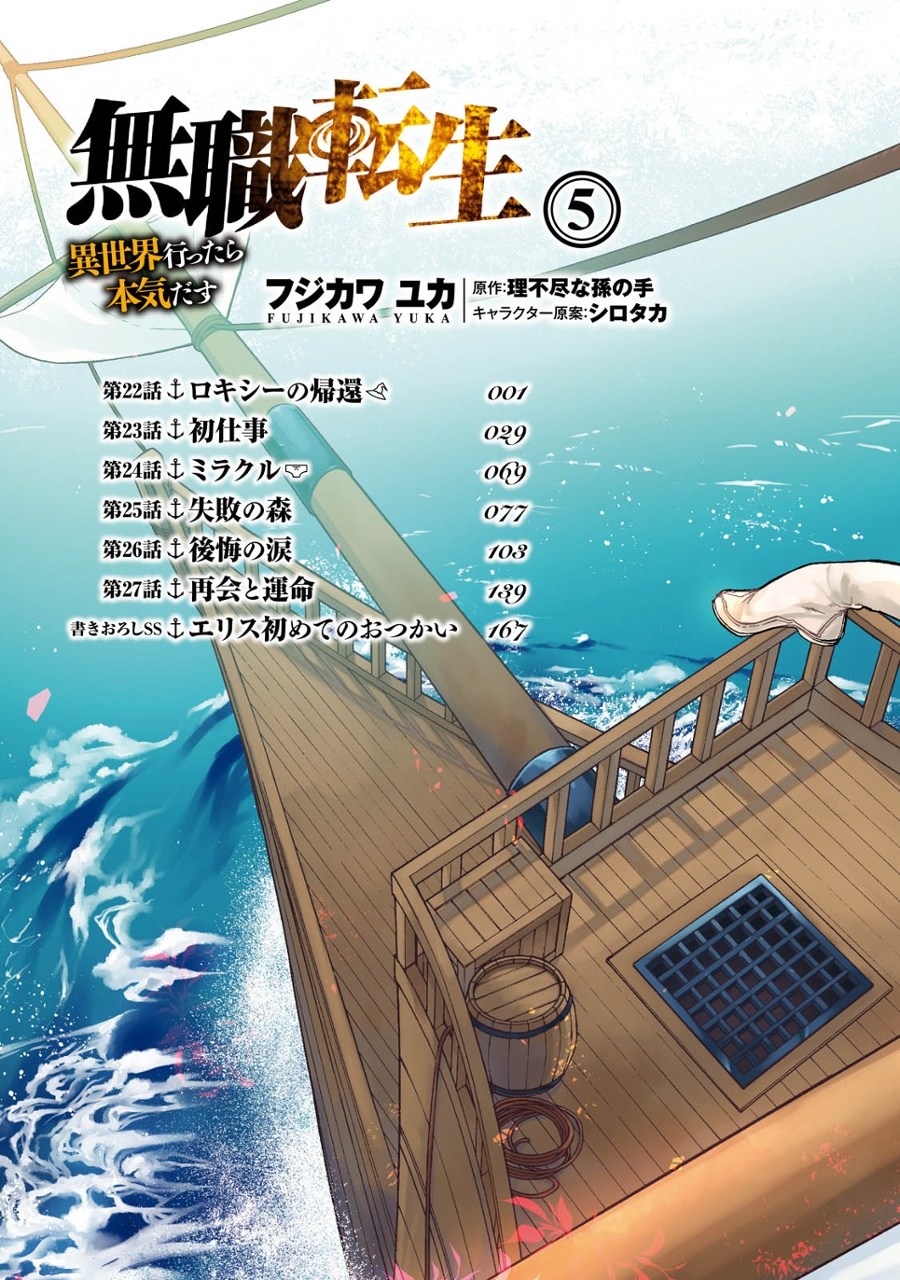 無職転生 ⑤
異世界行ったら
本気だす
フジカワ ユカ
FUJIKAWA YUKA
原作:理不尽な孫の手
キャラクター原案:シロタカ
第22話 ロキシーの帰還 001
第23話 初仕事 029
第24話 ミラクル 069
第25話 失敗の森 077
第26話 後悔の涙 103
第27話 再会と運命 139
書きおろしSS エリス初めてのおつかい 167